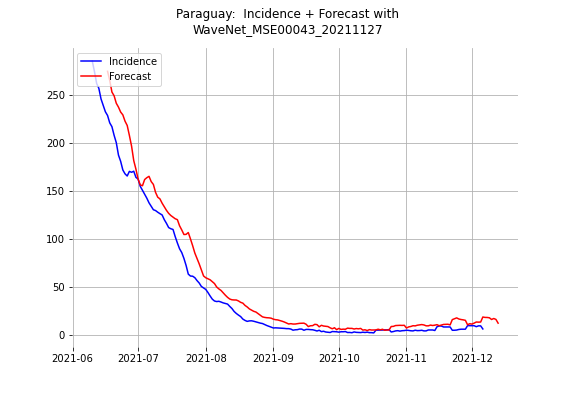 Paraguay:  Incidence + Forecast with
WaveNet_MSE00043_20211127
Incidence
Forecast
250
200
150
100
50
0
2021-06 2021-07 2021-08 2021-09 2021-10 2021-11 2021-12